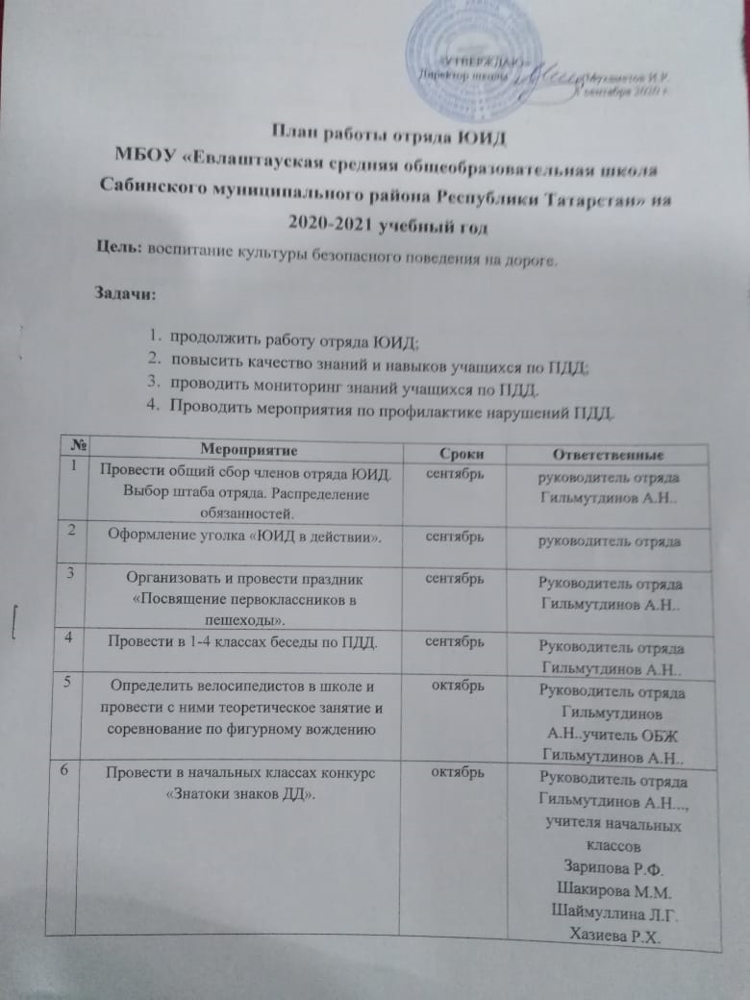 «УТВЕРЖДАЮ»
Директор школы И.Р.
сентября 2020 г.
План работы отряда ЮИД
МБОУ «Евлаштауская средняя общеобразовательная школа
Сабинского муниципального района Республики Татарстан» на
2020-2021 учебный год
Цель: воспитание культуры безопасного поведения на дороге.
Задачи:
1. продолжить работу отряда ЮИД;
2. повысить качество знаний и навыков учащихся по ПДД;
3. проводить мониторинг знаний учащихся по ПДД.
4. Проводить мероприятия по профилактике нарушений ПДД.
№ Мероприятие Сроки Ответственные
1 Провести общий сбор членов отряда ЮИД. сентябрь руководитель отряда
Выбор штаба отряда. Распределение Гильмутдинов А.Н..
обязанностей.
2 Оформление уголка «ЮИД в действии». сентябрь руководитель отряда
3 Организовать и провести праздник сентябрь Руководитель отряда
«Посвящение первоклассников в Гильмутдинов А.Н..
пешеходы».
4 Провести в 1-4 классах беседы по ПДД. сентябрь Руководитель отряда
Гильмутдинов А.Н..
5 Определить велосипедистов в школе и октябрь Руководитель отряда
провести с ними теоретическое занятие и Гильмутдинов
соревнование по фигурному вождению А.Н..учитель ОБЖ
Гильмутдинов А.Н..
6 Провести в начальных классах конкурс октябрь Руководитель отряда
«Знатоки знаков ДД». Гильмутдинов А.Н...,
учителя начальных
классов
Зарипова Р.Ф.
Шакирова М.М.
Шаймуллина Л.Г.
Хазиева Р.Х.